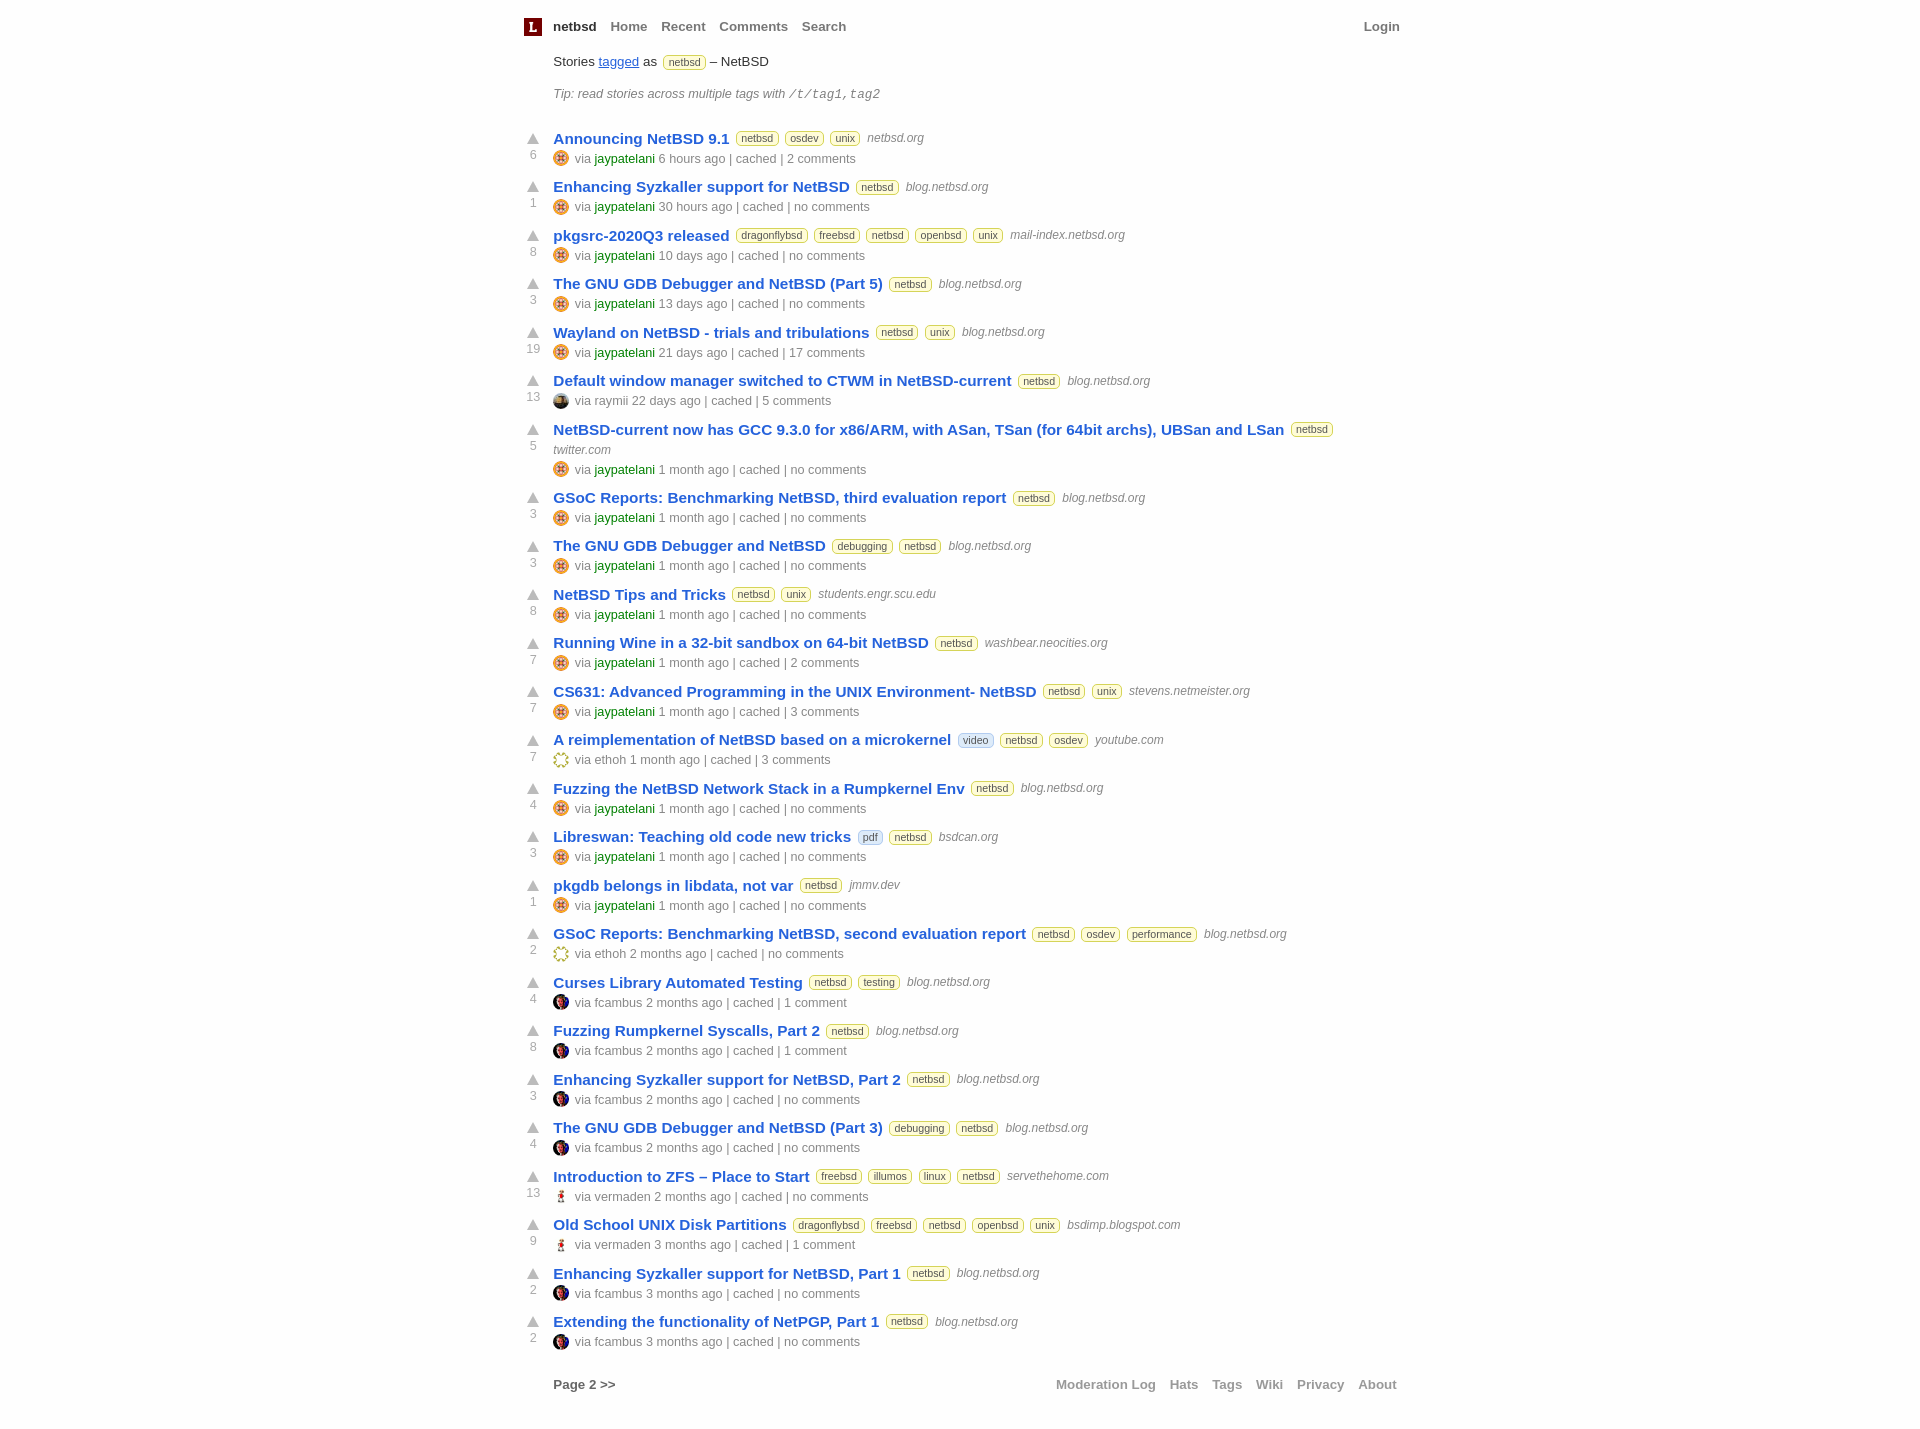 L netbsd Home Recent Comments Search Login
Stories tagged as netbsd – NetBSD
Tip: read stories across multiple tags with /t/tag1,tag2
Announcing NetBSD 9.1 netbsd osdev unix netbsd.org
6 via jaypatelani 6 hours ago | cached | 2 comments
Enhancing Syzkaller support for NetBSD netbsd blog.netbsd.org
1 via jaypatelani 30 hours ago | cached | no comments
pkgsrc-2020Q3 released dragonflybsd freebsd netbsd openbsd unix mail-index.netbsd.org
8 via jaypatelani 10 days ago | cached | no comments
The GNU GDB Debugger and NetBSD (Part 5) netbsd blog.netbsd.org
3 via jaypatelani 13 days ago | cached | no comments
Wayland on NetBSD - trials and tribulations netbsd unix blog.netbsd.org
19 via jaypatelani 21 days ago | cached | 17 comments
Default window manager switched to CTWM in NetBSD-current netbsd blog.netbsd.org
13 via raymii 22 days ago | cached | 5 comments
NetBSD-current now has GCC 9.3.0 for x86/ARM, with ASan, TSan (for 64bit archs), UBSan and LSan netbsd
5 twitter.com
via jaypatelani 1 month ago | cached | no comments
GSoC Reports: Benchmarking NetBSD, third evaluation report netbsd blog.netbsd.org
3 via jaypatelani 1 month ago | cached | no comments
The GNU GDB Debugger and NetBSD debugging netbsd blog.netbsd.org
3 via jaypatelani 1 month ago | cached | no comments
NetBSD Tips and Tricks netbsd unix students.engr.scu.edu
8 via jaypatelani 1 month ago | cached | no comments
Running Wine in a 32-bit sandbox on 64-bit NetBSD netbsd washbear.neocities.org
7 via jaypatelani 1 month ago | cached | 2 comments
CS631: Advanced Programming in the UNIX Environment- NetBSD netbsd unix stevens.netmeister.org
7 via jaypatelani 1 month ago | cached | 3 comments
A reimplementation of NetBSD based on a microkernel video netbsd osdev youtube.com
7 via ethoh 1 month ago | cached | 3 comments
Fuzzing the NetBSD Network Stack in a Rumpkernel Env netbsd blog.netbsd.org
4 via jaypatelani 1 month ago | cached | no comments
Libreswan: Teaching old code new tricks pdf netbsd bsdcan.org
3 via jaypatelani 1 month ago | cached | no comments
pkgdb belongs in libdata, not var netbsd jmmv.dev
1 via jaypatelani 1 month ago | cached | no comments
GSoC Reports: Benchmarking NetBSD, second evaluation report netbsd osdev performance blog.netbsd.org
2 via ethoh 2 months ago | cached | no comments
Curses Library Automated Testing netbsd testing blog.netbsd.org
4 via fcambus 2 months ago | cached | 1 comment
Fuzzing Rumpkernel Syscalls, Part 2 netbsd blog.netbsd.org
8 via fcambus 2 months ago | cached | 1 comment
Enhancing Syzkaller support for NetBSD, Part 2 netbsd blog.netbsd.org
3 via fcambus 2 months ago | cached | no comments
The GNU GDB Debugger and NetBSD (Part 3) debugging netbsd blog.netbsd.org
4 via fcambus 2 months ago | cached | no comments
Introduction to ZFS – Place to Start freebsd illumos linux netbsd servethehome.com
13 via vermaden 2 months ago | cached | no comments
Old School UNIX Disk Partitions dragonflybsd freebsd netbsd openbsd unix bsdimp.blogspot.com
9 via vermaden 3 months ago | cached | 1 comment
Enhancing Syzkaller support for NetBSD, Part 1 netbsd blog.netbsd.org
2 via fcambus 3 months ago | cached | no comments
Extending the functionality of NetPGP, Part 1 netbsd blog.netbsd.org
2 via fcambus 3 months ago | cached | no comments
Page 2 >> Moderation Log Hats Tags Wiki Privacy About